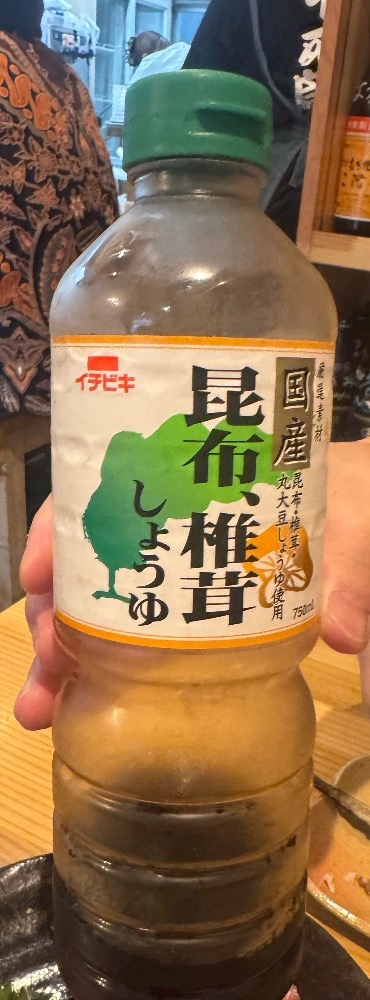 イチビキ
厳選素材
国産
昆布・椎茸・
丸大豆しょうゆ使用
昆布、椎茸
しょうゆ
750mL